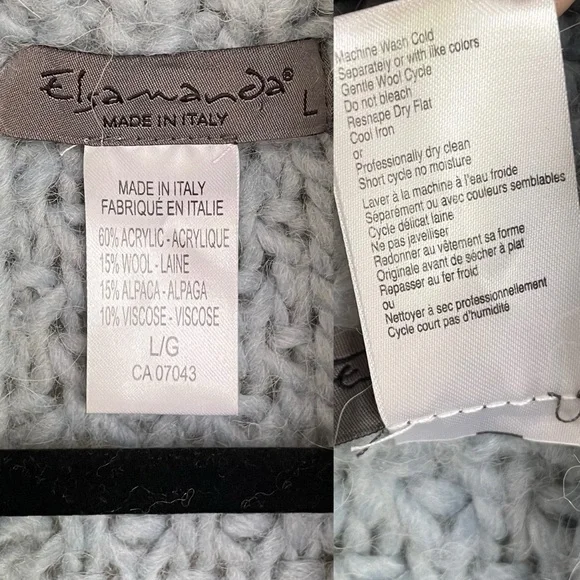 Elsamanda®
L
MADE IN ITALY
MADE IN ITALY
FABRIQUÉ EN ITALIE
60% ACRYLIC - ACRYLIQUE
15% WOOL - LAINE
15% ALPACA - ALPAGA
10% VISCOSE - VISCOSE
L/G
CA 07043
Machine Wash Cold
Separately or with like colors
Gentle Wool Cycle
Do not bleach
Reshape Dry Flat
Cool Iron
or
Professionally dry clean
Short cycle no moisture
Laver à la machine à l'eau froide
Séparément ou avec couleurs semblables
Cycle délicat laine
Ne pas javelliser
Redonner au vêtement sa forme
Originale avant de sécher à plat
Repasser au fer froid
ou
Nettoyer à sec professionnellement
Cycle court pas d'humidité